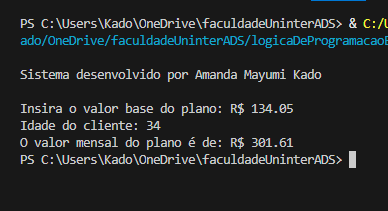 PS C:\Users\Kado\OneDrive\faculdadeUninterADS> & C:/U
ado/OneDrive/faculdadeUninterADS/logicaDeProgramacaoE
Sistema desenvolvido por Amanda Mayumi Kado
Insira o valor base do plano: R$ 134.05
Idade do cliente: 34
O valor mensal do plano é de: R$ 301.61
PS C:\Users\Kado\OneDrive\faculdadeUninterADS>